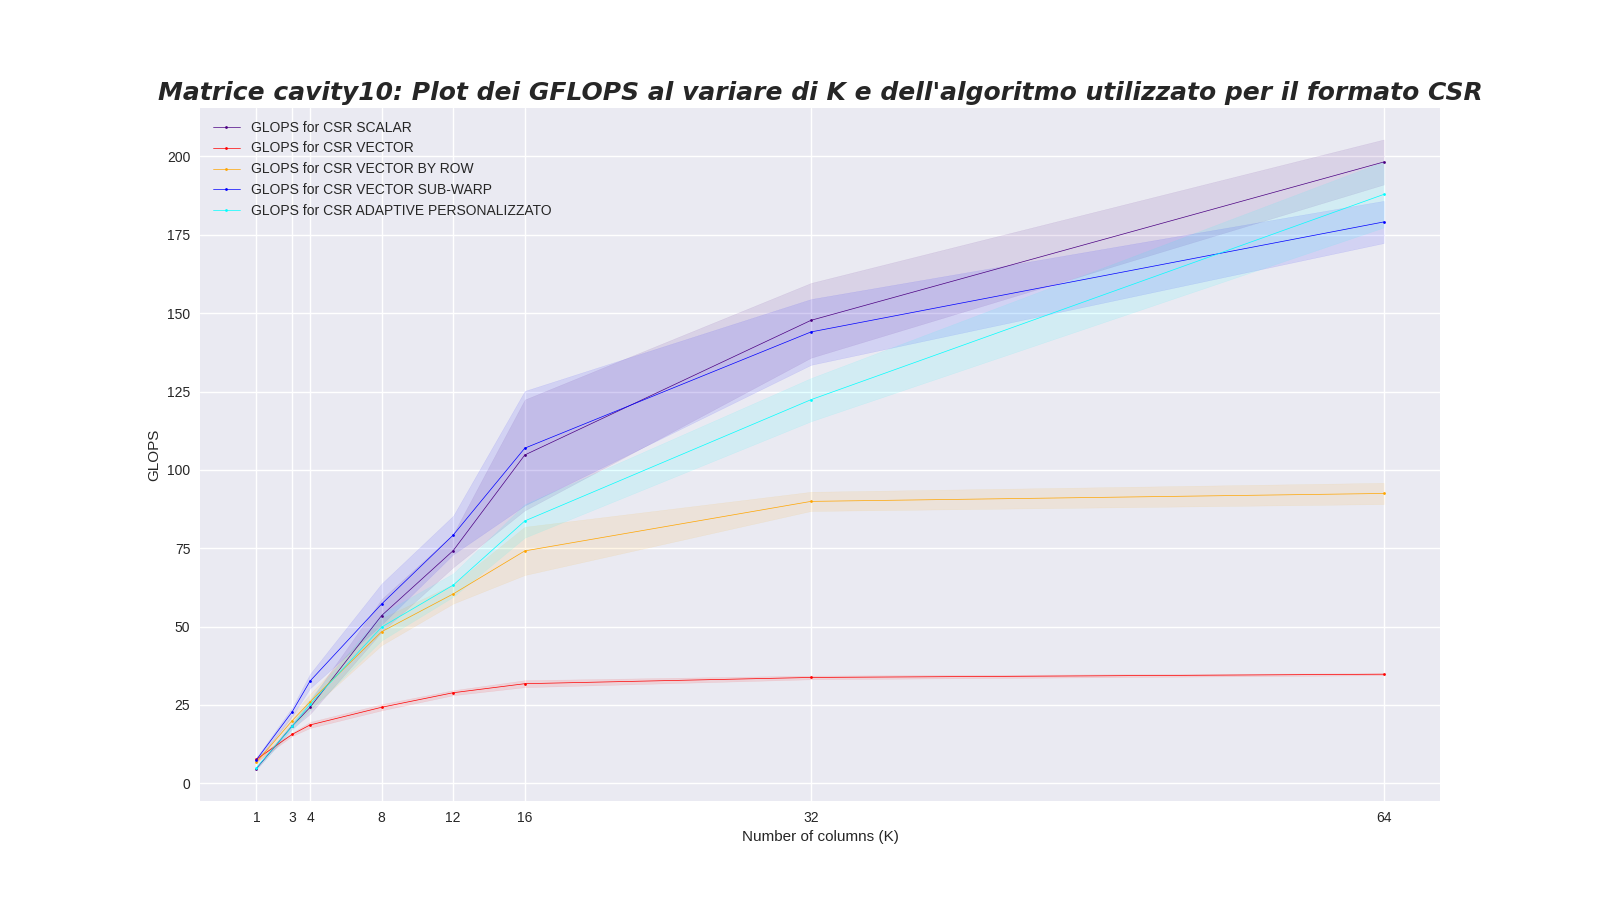 Matrice cavity10: Plot dei GFLOPS al variare di K e dell'algoritmo utilizzato per il formato CSR
GLOPS for CSR SCALAR
GLOPS for CSR VECTOR
GLOPS for CSR VECTOR BY ROW
GLOPS for CSR VECTOR SUB-WARP
GLOPS for CSR ADAPTIVE PERSONALIZZATO
200
175
150
125
100
75
50
25
0
GLOPS
1 3 4 8 12 16 32 64
Number of columns (K)